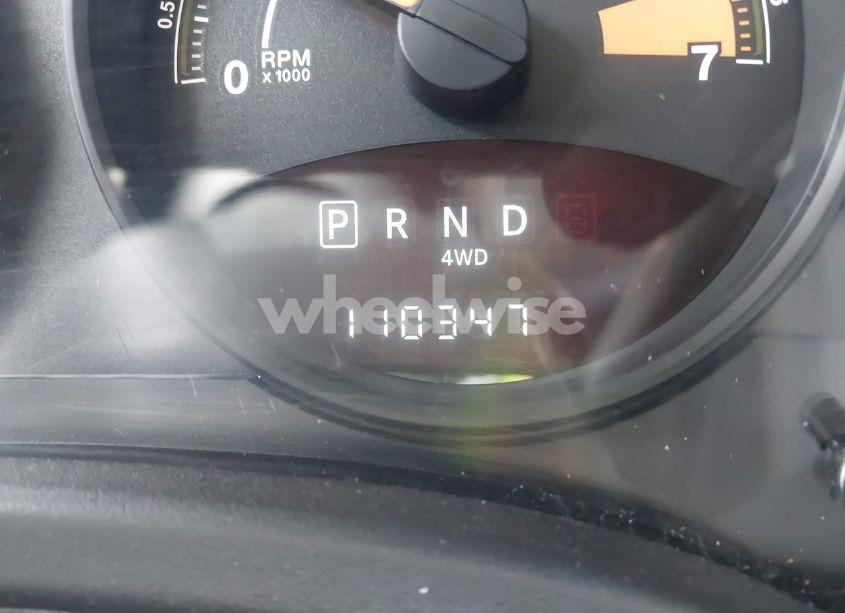 0.5
0
RPM
x 1000
7
P R N D
4WD
wheelwise
110347